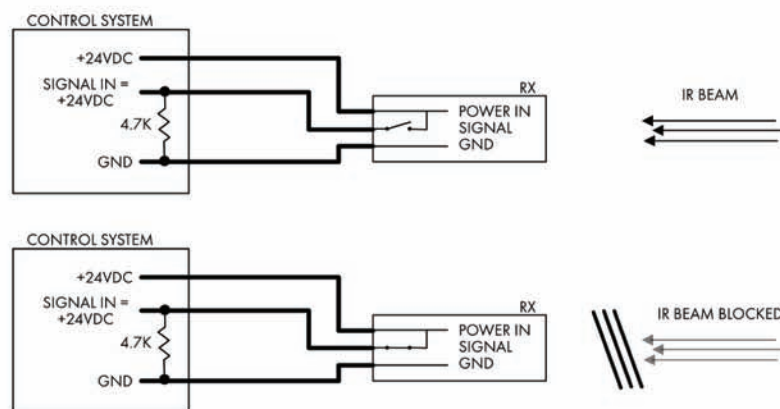 CONTROL SYSTEM
+24VDC
SIGNAL IN =
+24VDC
4.7K
GND
RX
POWER IN
SIGNAL
GND
IR BEAM
CONTROL SYSTEM
+24VDC
SIGNAL IN =
+24VDC
4.7K
GND
RX
POWER IN
SIGNAL
GND
IR BEAM BLOCKED